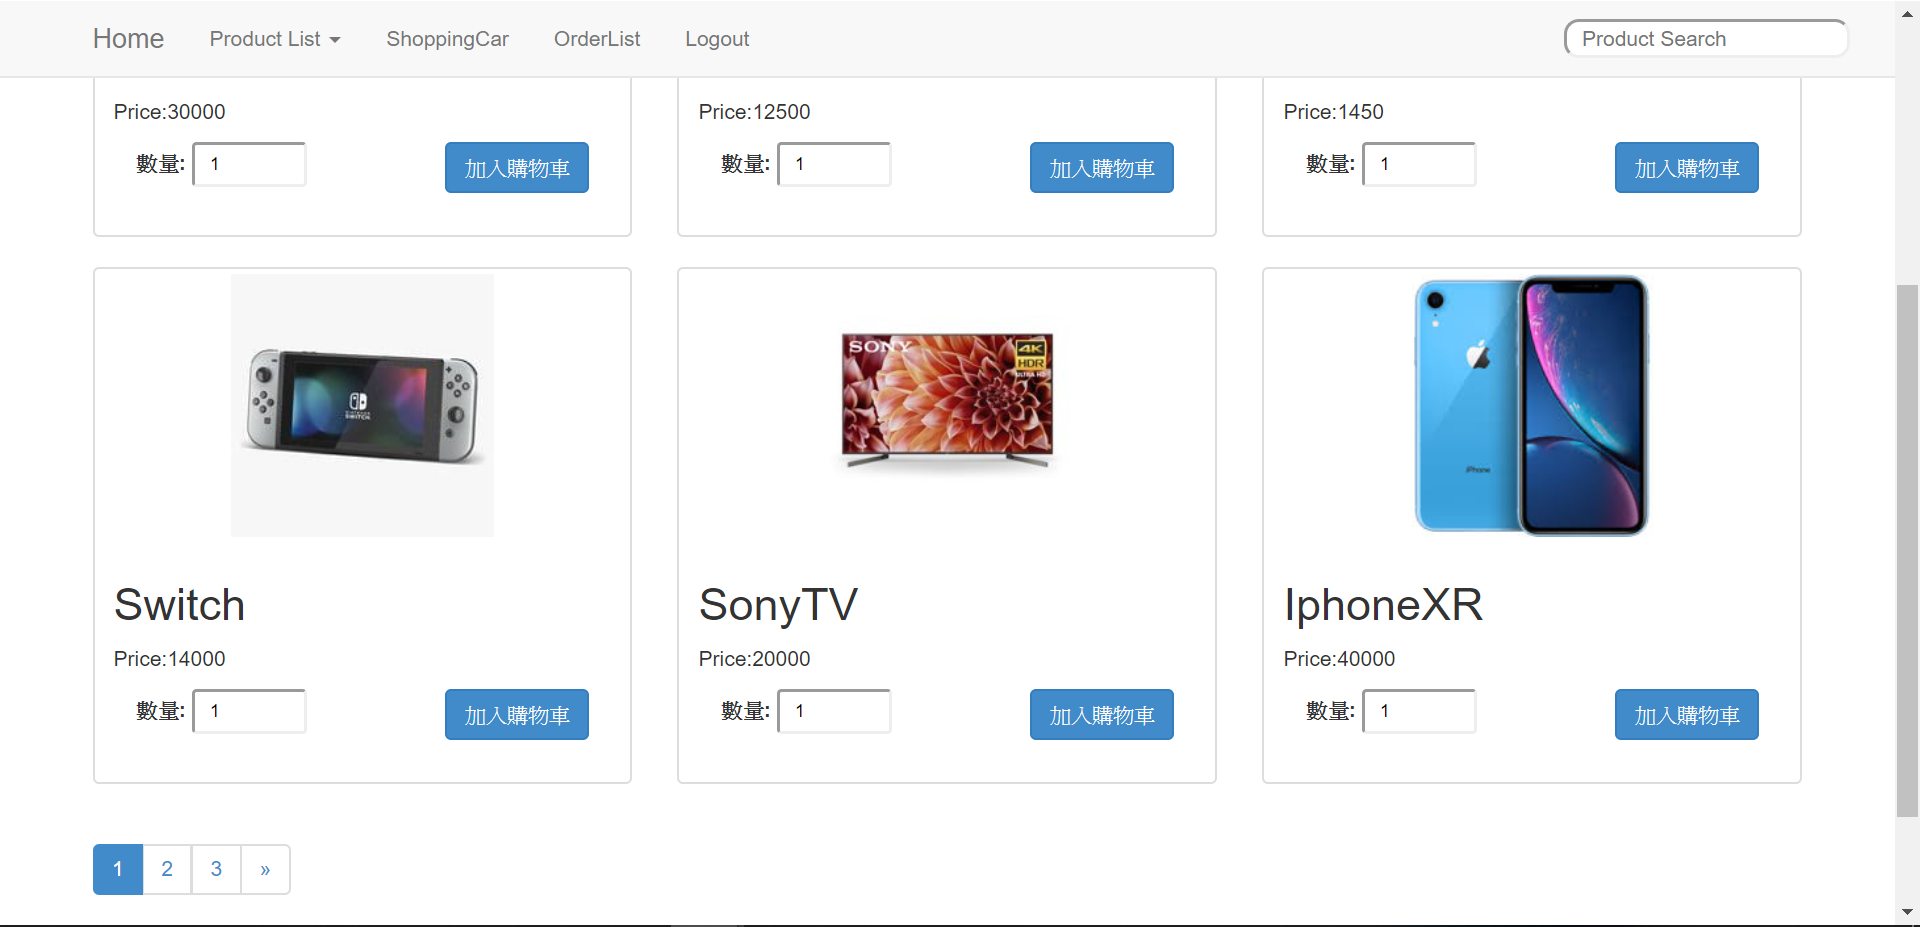 Home Product List ShoppingCar OrderList Logout Product Search
Price:30000 Price:12500 Price:1450
數量: 1 加入購物車 數量: 1 加入購物車 數量: 1 加入購物車
SONY 4K
HDR
ULTRA HD
SWITCH
iPhone
Switch SonyTV IphoneXR
Price:14000 Price:20000 Price:40000
數量: 1 加入購物車 數量: 1 加入購物車 數量: 1 加入購物車
1 2 3 »